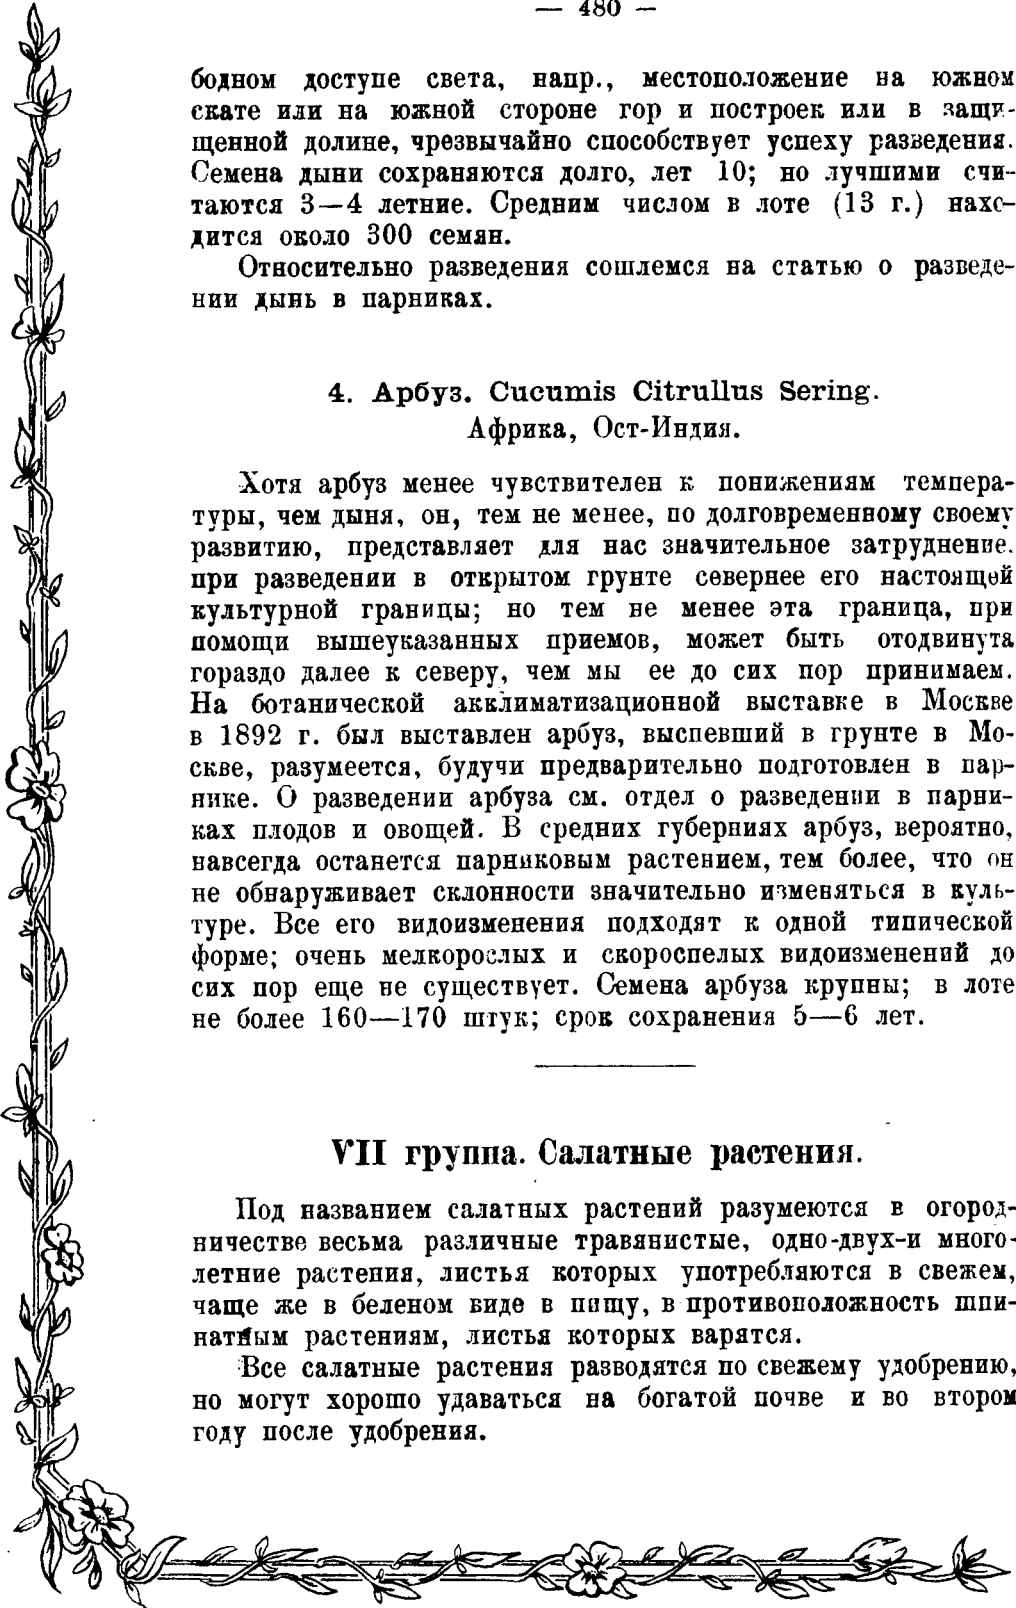 — 480 —
бодном доступе света, напр., местоположение на южном
скате или на южной стороне гор и построек или в защи-
щенной долине, чрезвычайно способствует успеху разведения.
Семена дыни сохраняются долго, лет 10; но лучшими счи-
таются 3—4 летние. Средним числом в лоте (13 г.) нахо-
дится около 300 семян.
Относительно разведения сошлемся на статью о разведе-
нии дынь в парниках.
4. Арбуз. Cucumis Citrullus Sering.
Африка, Ост-Индия.
Хотя арбуз менее чувствителен к понижениям темпера-
туры, чем дыня, он, тем не менее, по долговременному своему
развитию, представляет для нас значительное затруднение.
при разведении в открытом грунте севернее его настоящей
культурной границы; но тем не менее эта граница, при
помощи вышеуказанных приемов, может быть отодвинута
гораздо далее к северу, чем мы ее до сих пор принимаем.
На ботанической акклиматизационной выставке в Москве
в 1892 г. был выставлен арбуз, выспевший в грунте в Мо-
скве, разумеется, будучи предварительно подготовлен в пар-
нике. О разведении арбуза см. отдел о разведении в парни-
ках плодов и овощей. В средних губерниях арбуз, вероятно,
навсегда останется парниковым растением, тем более, что он
не обнаруживает склонности значительно изменяться в куль-
туре. Все его видоизменения подходят к одной типической
форме; очень мелкорослых и скороспелых видоизменений до
сих пор еще не существует. Семена арбуза крупны; в лоте
не более 160—170 штук; срок сохранения 5—6 лет.
VII группа. Салатные растения.
Под названием салатных растений разумеются в огород-
ничестве весьма различные травянистые, одно-двух-и много-
летние растения, листья которых употребляются в свежем,
чаще же в беленом виде в пищу, в противоположность шпи-
натным растениям, листья которых варятся.
Все салатные растения разводятся по свежему удобрению,
но могут хорошо удаваться на богатой почве и во втором
году после удобрения.